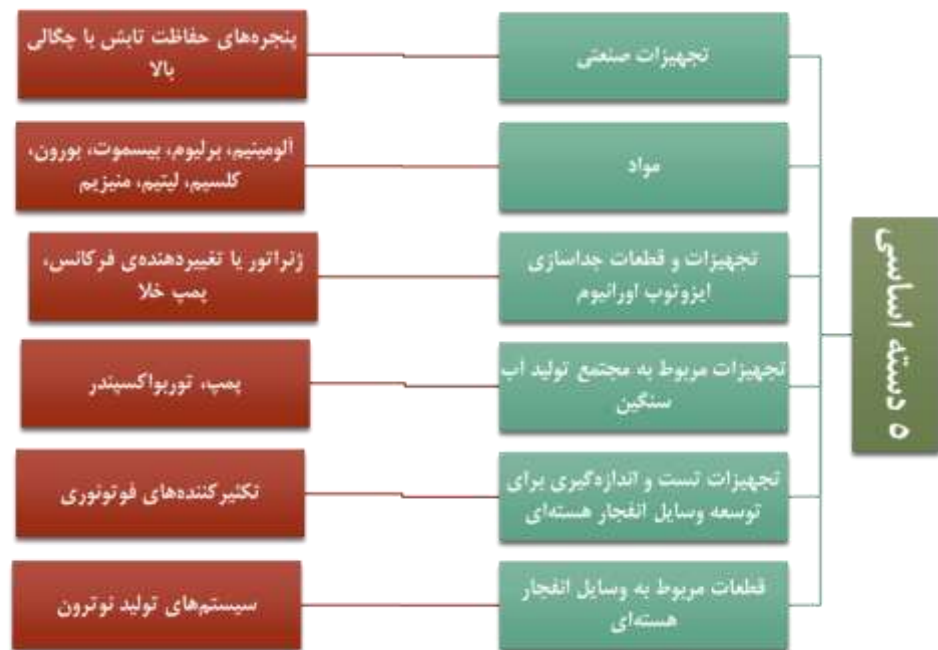 ۵ دسته اساسی
تجهیزات صنعتی
پنجره‌های حفاظت تابش با چگالی
بالا
مواد
آلومینیم، برلیوم، بیسموت، بورون،
کلسیم، لیتیم، منیزیم
تجهیزات و قطعات جداسازی
ایزوتوپ اورانیوم
ژنراتور یا تغییردهنده‌ی فرکانس،
پمپ خلا
تجهیزات مربوط به مجتمع تولید آب
سنگین
پمپ، توربواکسپندر
تجهیزات تست و اندازه‌گیری برای
توسعه وسایل انفجار هسته‌ای
تکثیرکننده‌های فوتونوری
قطعات مربوط به وسایل انفجار
هسته‌ای
سیستم‌های تولید نوترون